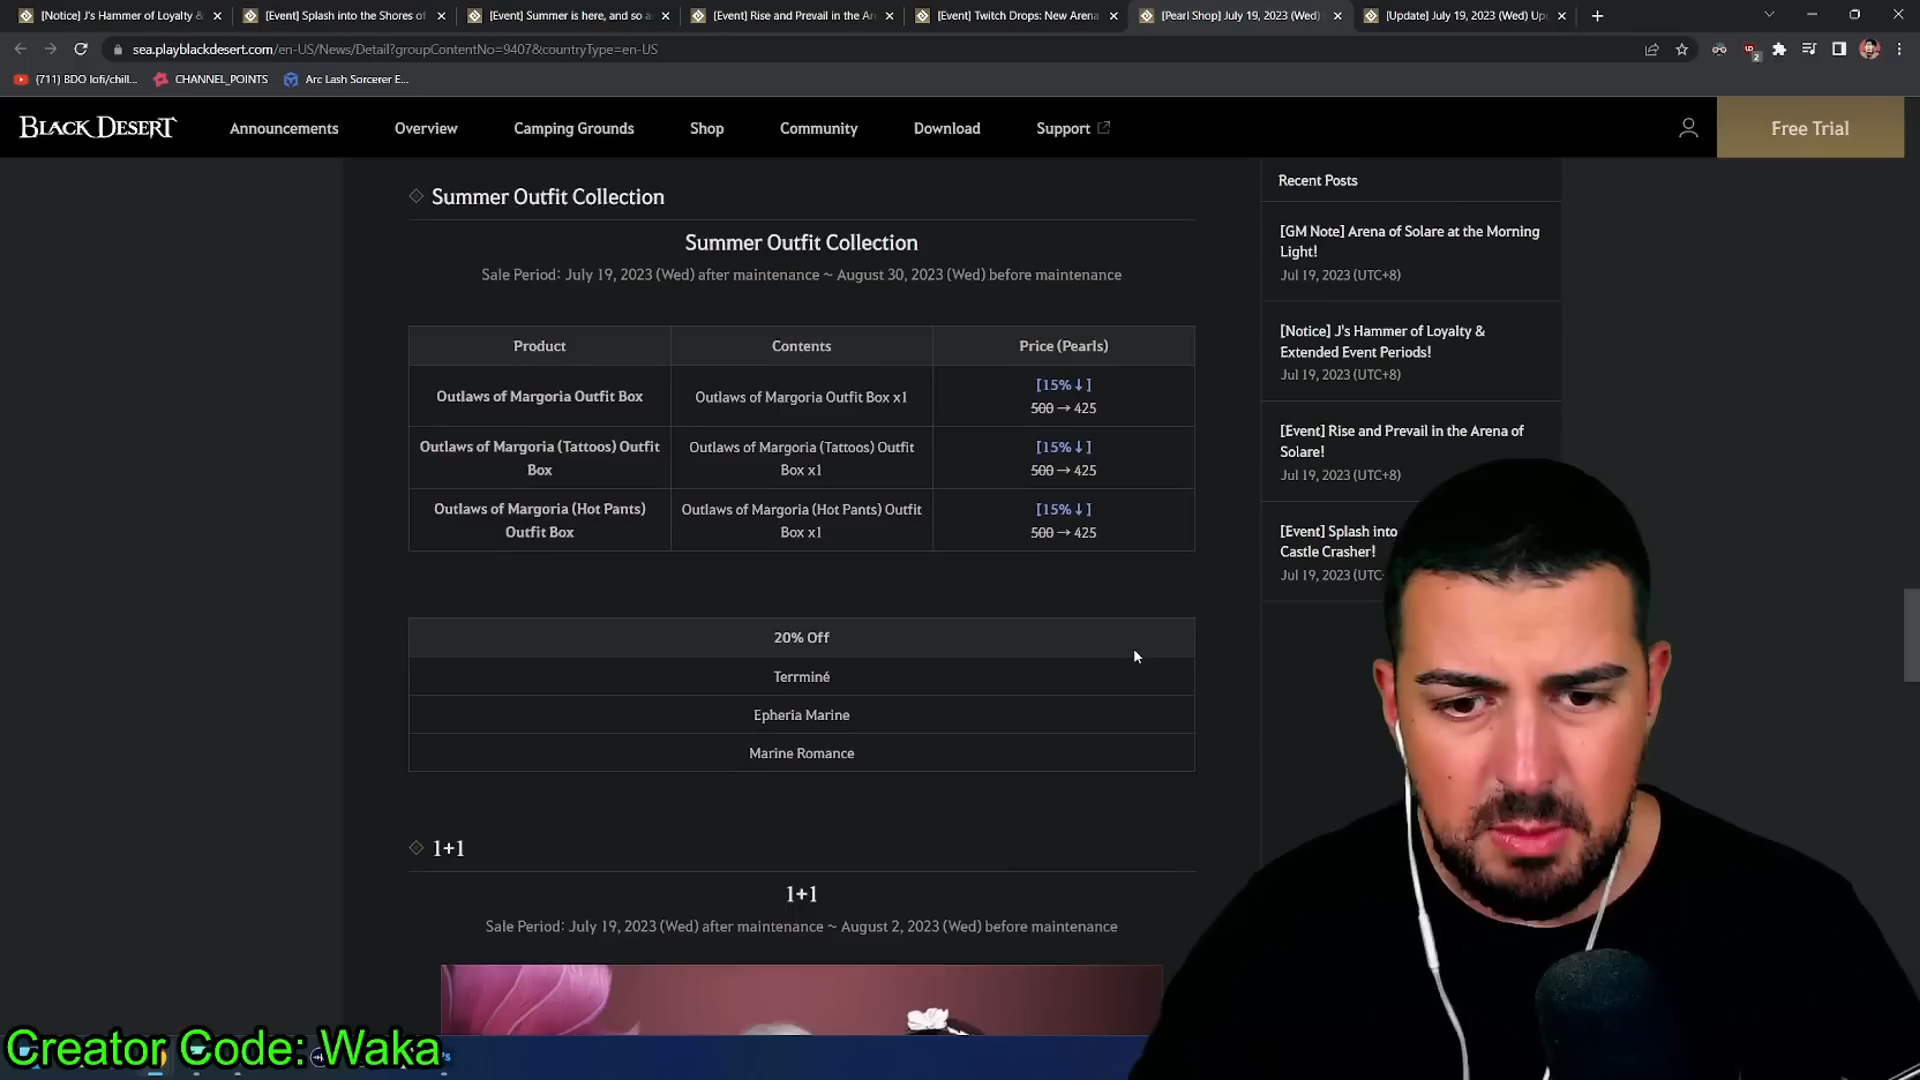 [Notice] J's Hammer of Loyalty &
[Event] Splash into the Shores of
[Event] Summer is here, and so a
[Event] Rise and Prevail in the Ar
[Event] Twitch Drops: New Arena
[Pearl Shop] July 19, 2023 (Wed)
[Update] July 19, 2023 (Wed) Up
sea.playblackdesert.com/en-US/News/Detail?groupContentNo=9407&countryType=en-US
(711) BDO lofi/chill...
CHANNEL_POINTS
Arc Lash Sorcerer E...
BLACK DESERT
Announcements
Overview
Camping Grounds
Shop
Community
Download
Support
Free Trial
Summer Outfit Collection
Summer Outfit Collection
Sale Period: July 19, 2023 (Wed) after maintenance ~ August 30, 2023 (Wed) before maintenance
Product
Contents
Price (Pearls)
Outlaws of Margoria Outfit Box
Outlaws of Margoria Outfit Box x1
[15%↓]
500 → 425
Outlaws of Margoria (Tattoos) Outfit
Box
Outlaws of Margoria (Tattoos) Outfit
Box x1
[15%↓]
500 → 425
Outlaws of Margoria (Hot Pants)
Outfit Box
Outlaws of Margoria (Hot Pants) Outfit
Box x1
[15%↓]
500 → 425
20% Off
Terrminé
Epheria Marine
Marine Romance
1+1
1+1
Sale Period: July 19, 2023 (Wed) after maintenance ~ August 2, 2023 (Wed) before maintenance
Recent Posts
[GM Note] Arena of Solare at the Morning
Light!
Jul 19, 2023 (UTC+8)
[Notice] J's Hammer of Loyalty &
Extended Event Periods!
Jul 19, 2023 (UTC+8)
[Event] Rise and Prevail in the Arena of
Solare!
Jul 19, 2023 (UTC+8)
[Event] Splash into
Castle Crasher!
Jul 19, 2023 (UTC
Creator Code: Waka